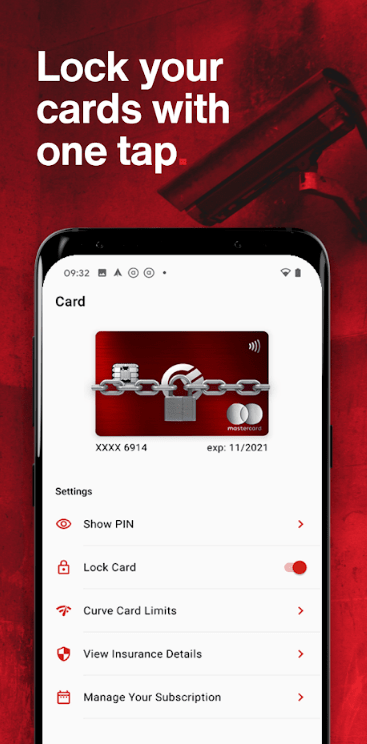 Lock your
cards with
one tap.
09:32
Card
mastercard
XXXX 6914 exp: 11/2021
Settings
Show PIN
Lock Card
Curve Card Limits
View Insurance Details
Manage Your Subscription